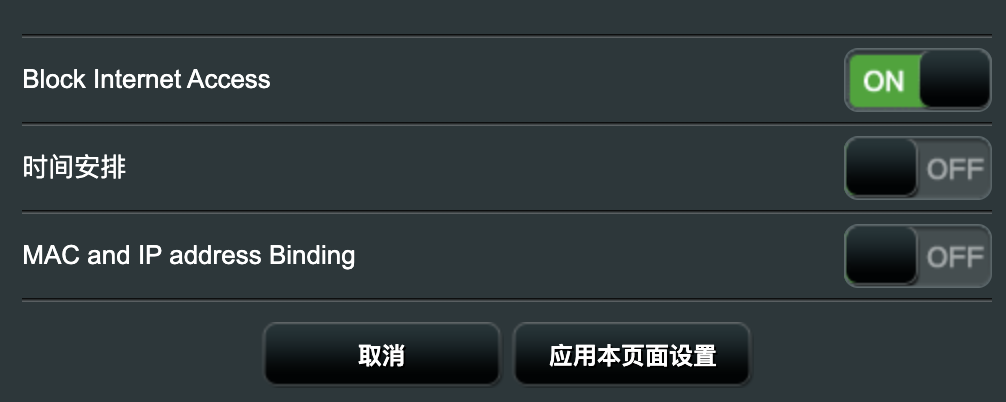 Block Internet Access
ON
时间安排
OFF
MAC and IP address Binding
OFF
取消
应用本页面设置